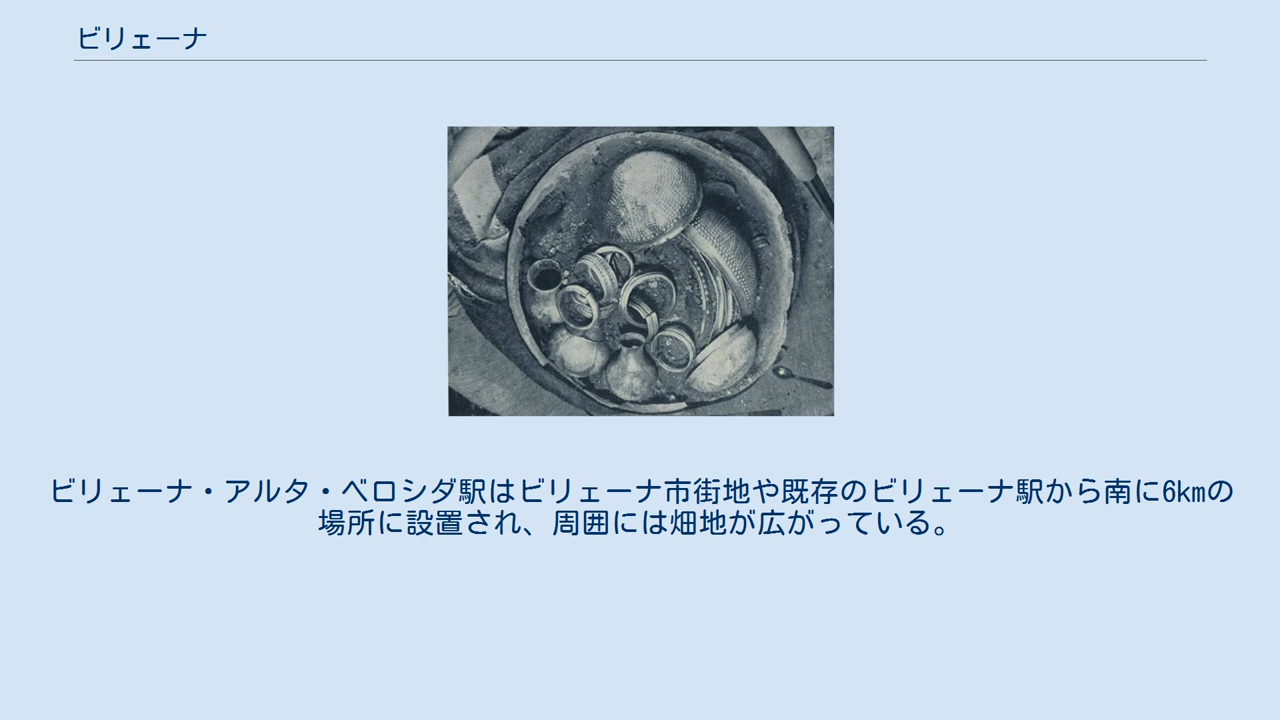 ビリェーナ
ビリェーナ・アルタ・ベロシダ駅はビリェーナ市街地や既存のビリェーナ駅から南に6kmの
場所に設置され、周囲には畑地が広がっている。